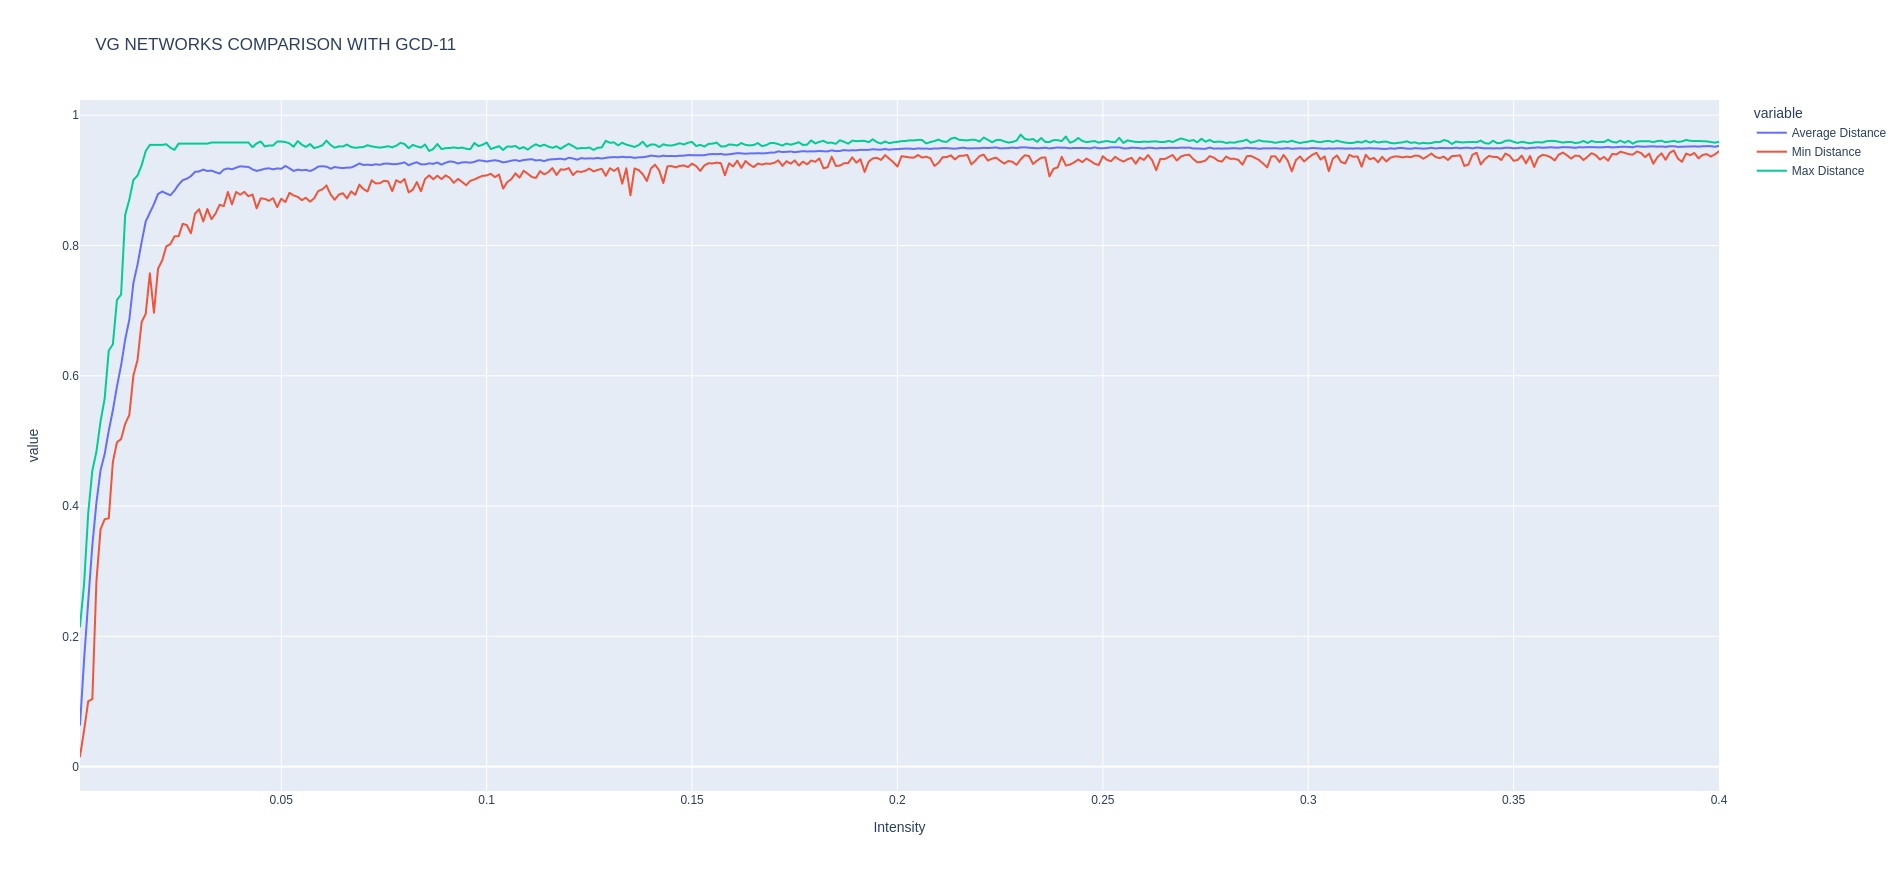 VG NETWORKS COMPARISON WITH GCD-11
variable
Average Distance
Min Distance
Max Distance
1
0.8
0.6
0.4
0.2
0
value
0.05
0.1
0.15
0.2
0.25
0.3
0.35
0.4
Intensity